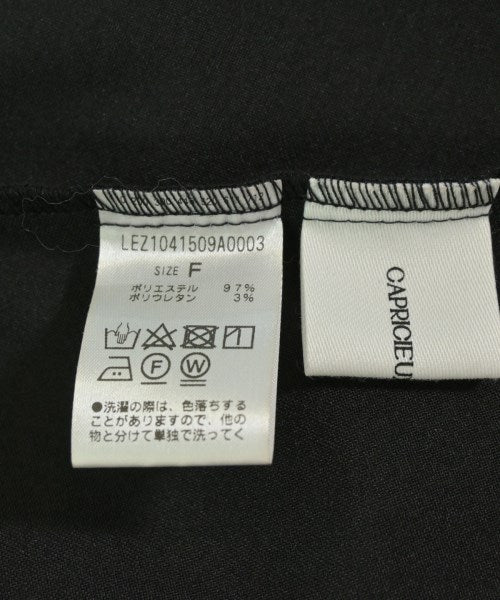 LEZ1041509A0003
SIZE F
ポリエステル 97%
ポリウレタン 3%
F W
●洗濯の際は、色落ちする
ことがありますので、他の
物と分けて単独で洗ってく
CAPRICIEU